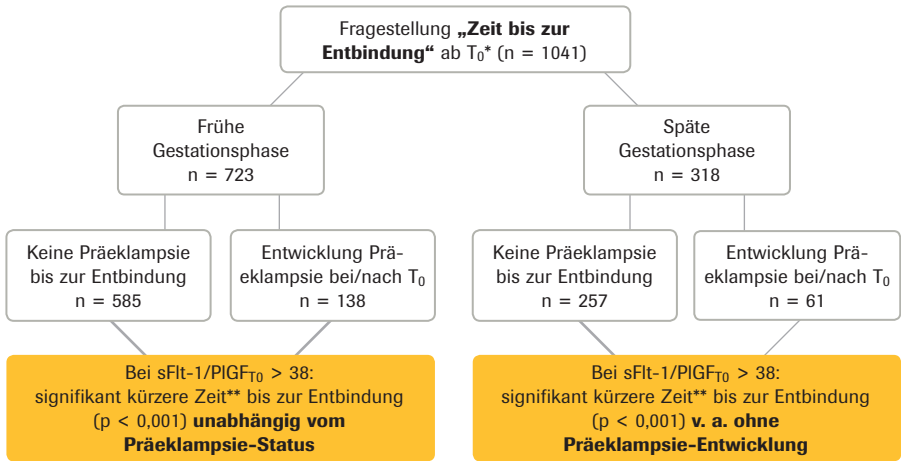 Fragestellung „Zeit bis zur
Entbindung“ ab T₀* (n = 1041)
Frühe
Gestationsphase
n = 723
Späte
Gestationsphase
n = 318
Keine Präeklampsie
bis zur Entbindung
n = 585
Entwicklung Prä-
eklampsie bei/nach T₀
n = 138
Keine Präeklampsie
bis zur Entbindung
n = 257
Entwicklung Prä-
eklampsie bei/nach T₀
n = 61
Bei sFlt-1/PlGF_T₀ > 38:
signifikant kürzere Zeit** bis zur Entbindung
(p < 0,001) unabhängig vom
Präeklampsie-Status
Bei sFlt-1/PlGF_T₀ > 38:
signifikant kürzere Zeit** bis zur Entbindung
(p < 0,001) v. a. ohne
Präeklampsie-Entwicklung